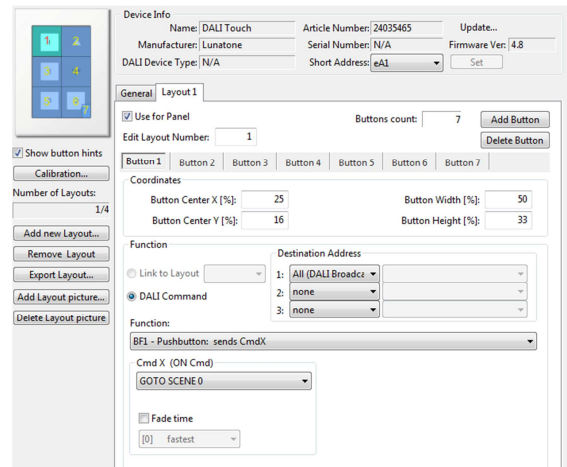 Device Info
Name: DALI Touch Article Number: 24035465 Update...
Manufacturer: Lunatone Serial Number: N/A Firmware Ver: 4.8
DALI Device Type: N/A Short Address: eA1 Set
1 2
3 4
7
General Layout 1
Use for Panel Buttons count: 7 Add Button
Edit Layout Number: 1 Delete Button
Show button hints
Calibration...
Number of Layouts:
1/4
Add new Layout...
Remove Layout
Export Layout...
Add Layout picture...
Delete Layout picture
Button 1 Button 2 Button 3 Button 4 Button 5 Button 6 Button 7
Coordinates
Button Center X [%]: 25 Button Width [%]: 50
Button Center Y [%]: 16 Button Height [%]: 33
Function
Destination Address
Link to Layout 1: All (DALI Broadca
DALI Command 2: none
3: none
Function:
BF1 - Pushbutton: sends CmdX
Cmd X (ON Cmd)
GOTO SCENE 0
Fade time
[0] fastest